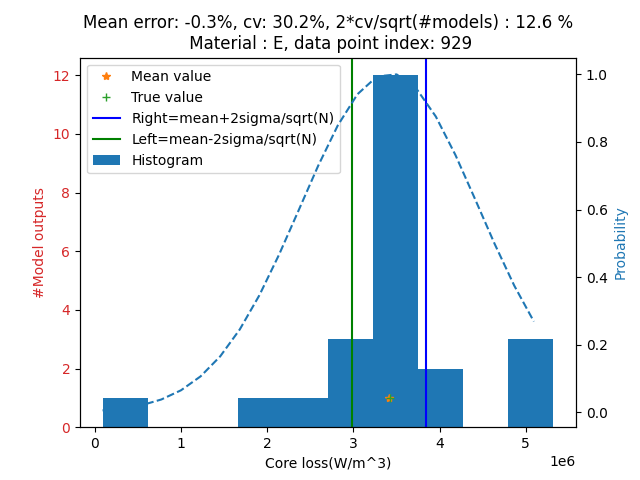 Mean error: -0.3%, cv: 30.2%, 2*cv/sqrt(#models) : 12.6 %
Material : E, data point index: 929
Mean value
True value
Right=mean+2sigma/sqrt(N)
Left=mean-2sigma/sqrt(N)
Histogram
#Model outputs
12
10
8
6
4
2
0
Probability
1.0
0.8
0.6
0.4
0.2
0.0
0
1
2
3
4
5
1e6
Core loss(W/m^3)